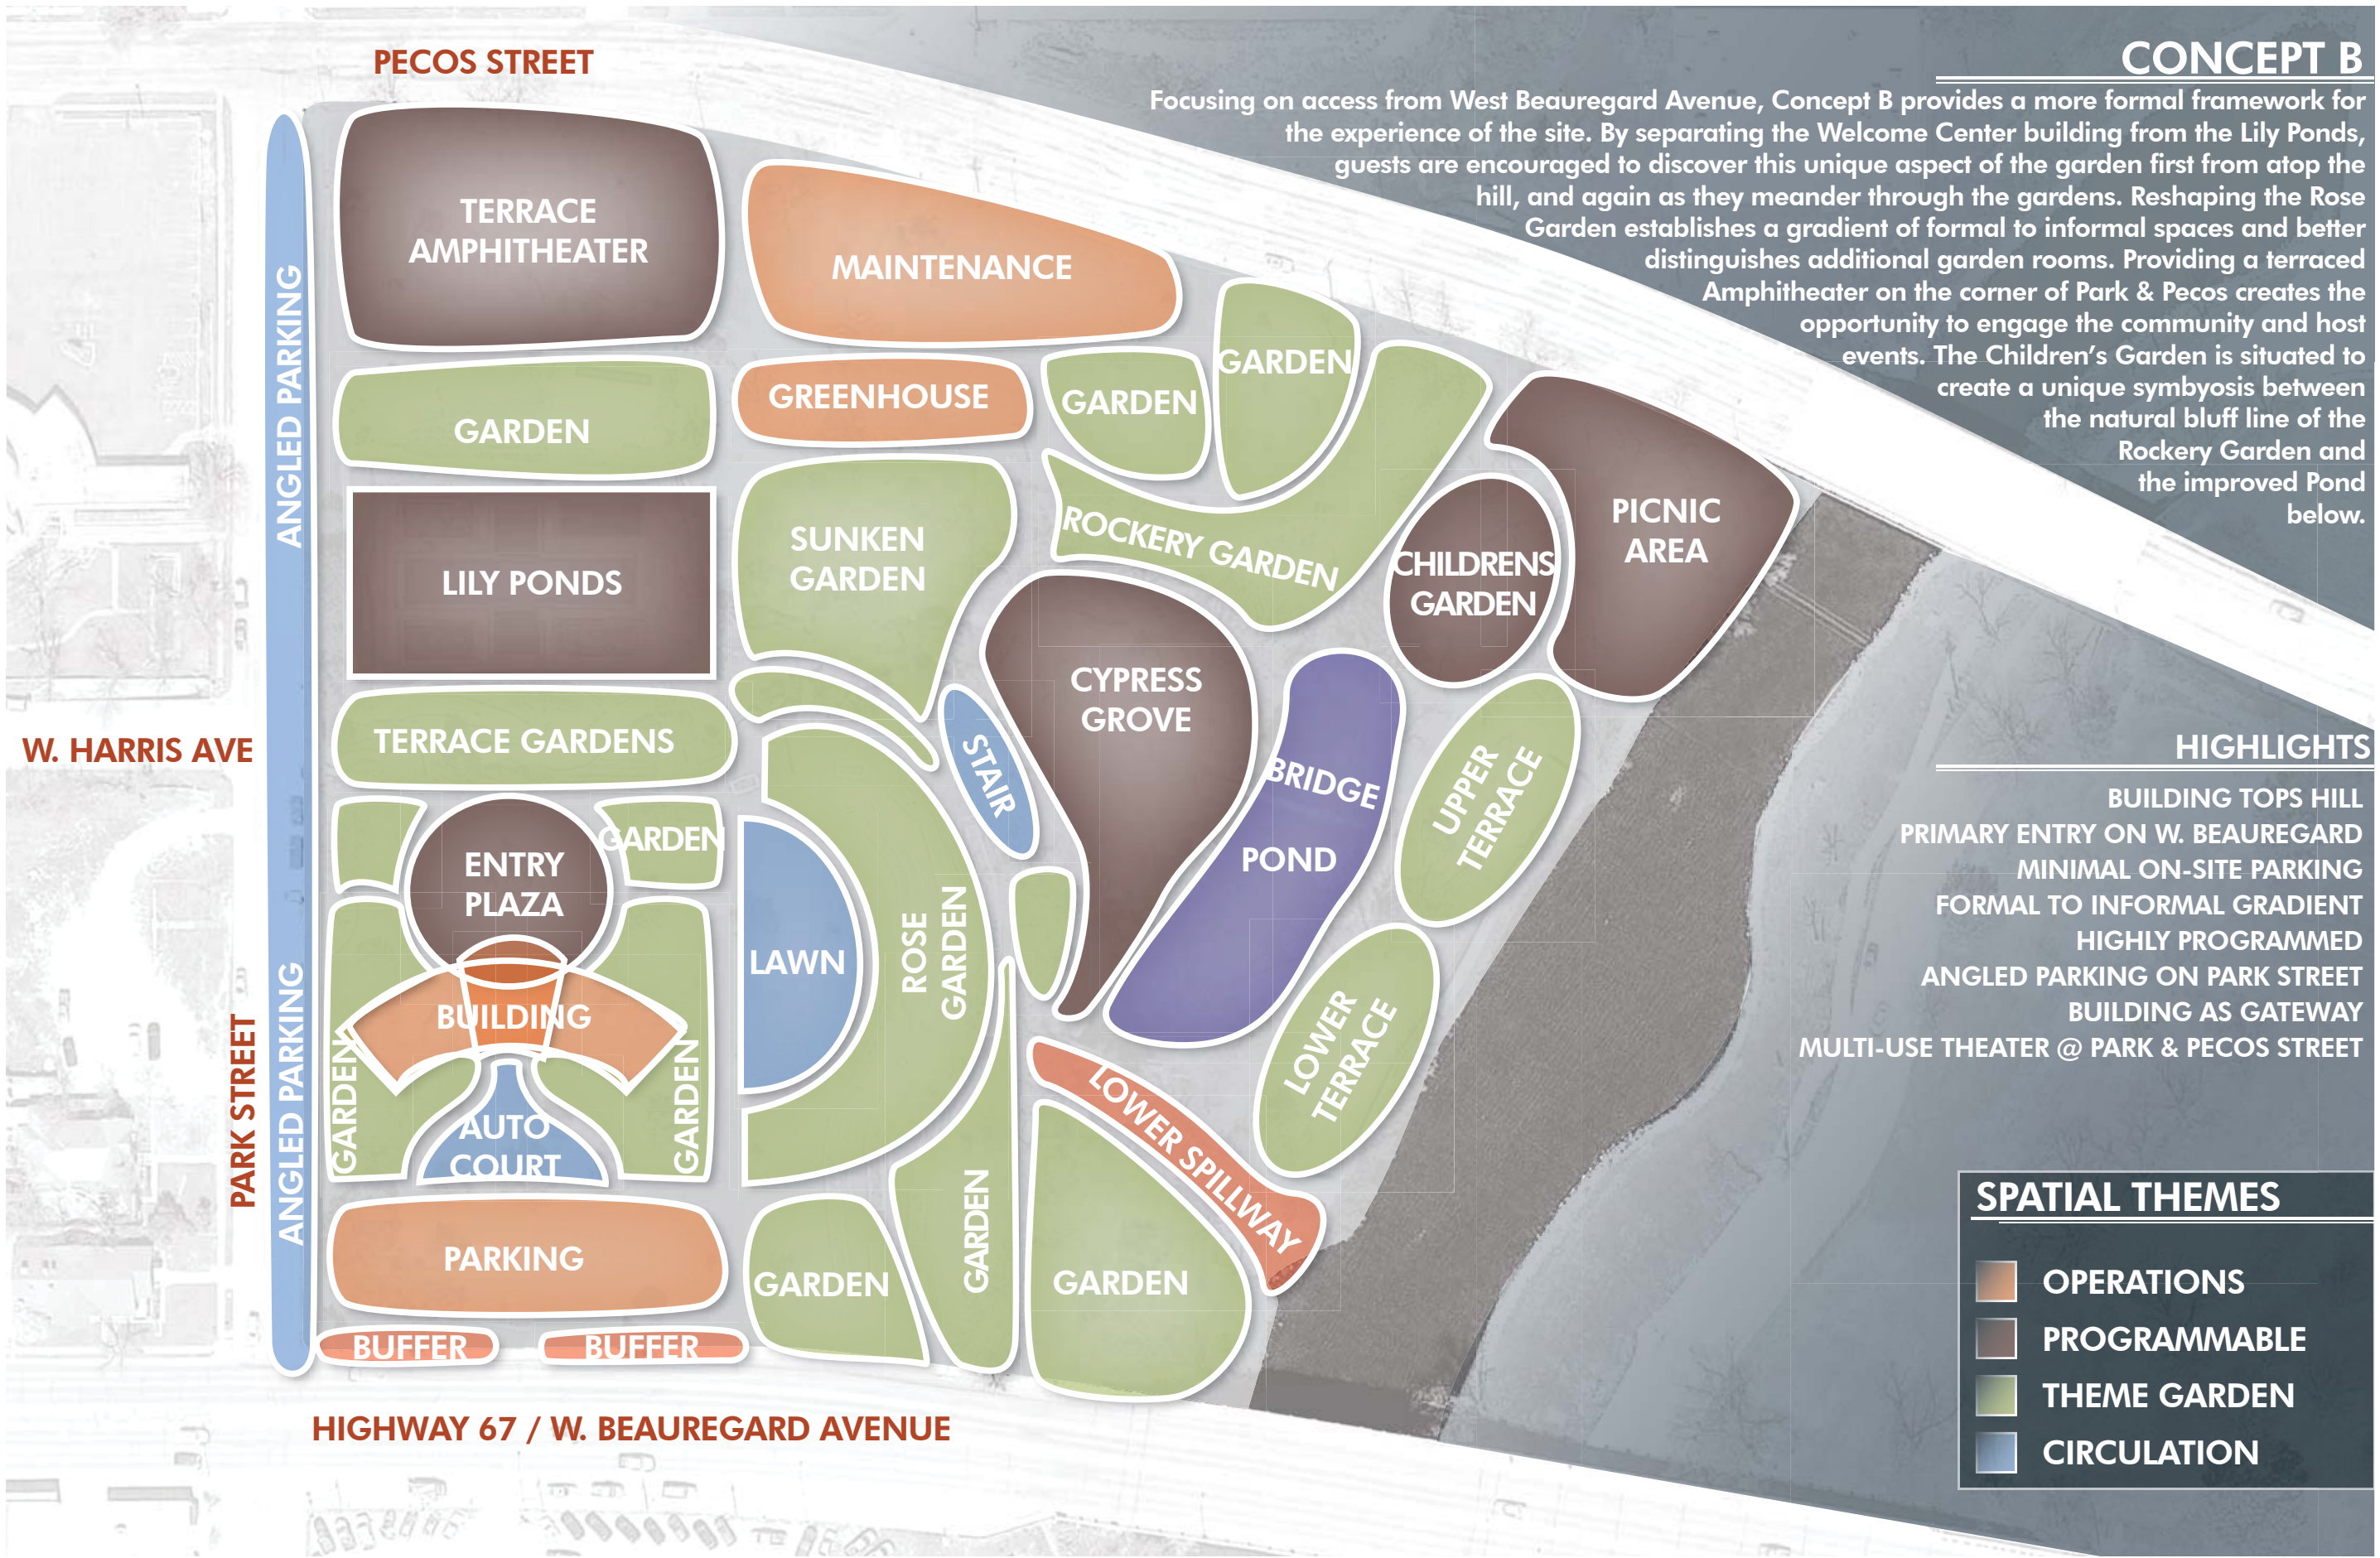 PECOS STREET
CONCEPT B
Focusing on access from West Beauregard Avenue, Concept B provides a more formal framework for
the experience of the site. By separating the Welcome Center building from the Lily Ponds,
guests are encouraged to discover this unique aspect of the garden first from atop the
hill, and again as they meander through the gardens. Reshaping the Rose
Garden establishes a gradient of formal to informal spaces and better
distinguishes additional garden rooms. Providing a terraced
Amphitheater on the corner of Park & Pecos creates the
opportunity to engage the community and host
events. The Children's Garden is situated to
create a unique symbyosis between
the natural bluff line of the
Rockery Garden and
the improved Pond
below.
TERRACE
AMPHITHEATER
MAINTENANCE
ANGLED PARKING
GARDEN
GREENHOUSE
GARDEN
GARDEN
LILY PONDS
SUNKEN
GARDEN
ROCKERY GARDEN
CHILDRENS
GARDEN
PICNIC
AREA
W. HARRIS AVE
TERRACE GARDENS
STAIR
CYPRESS
GROVE
BRIDGE
POND
UPPER
TERRACE
HIGHLIGHTS
BUILDING TOPS HILL
PRIMARY ENTRY ON W. BEAUREGARD
MINIMAL ON-SITE PARKING
FORMAL TO INFORMAL GRADIENT
HIGHLY PROGRAMMED
ANGLED PARKING ON PARK STREET
BUILDING AS GATEWAY
MULTI-USE THEATER @ PARK & PECOS STREET
GARDEN
ENTRY
PLAZA
LAWN
ROSE
GARDEN
BUILDING
PARK STREET
ANGLED PARKING
GARDEN
GARDEN
AUTO
COURT
LOWER
TERRACE
LOWER SPILLWAY
PARKING
GARDEN
GARDEN
GARDEN
BUFFER
BUFFER
HIGHWAY 67 / W. BEAUREGARD AVENUE
SPATIAL THEMES
OPERATIONS
PROGRAMMABLE
THEME GARDEN
CIRCULATION